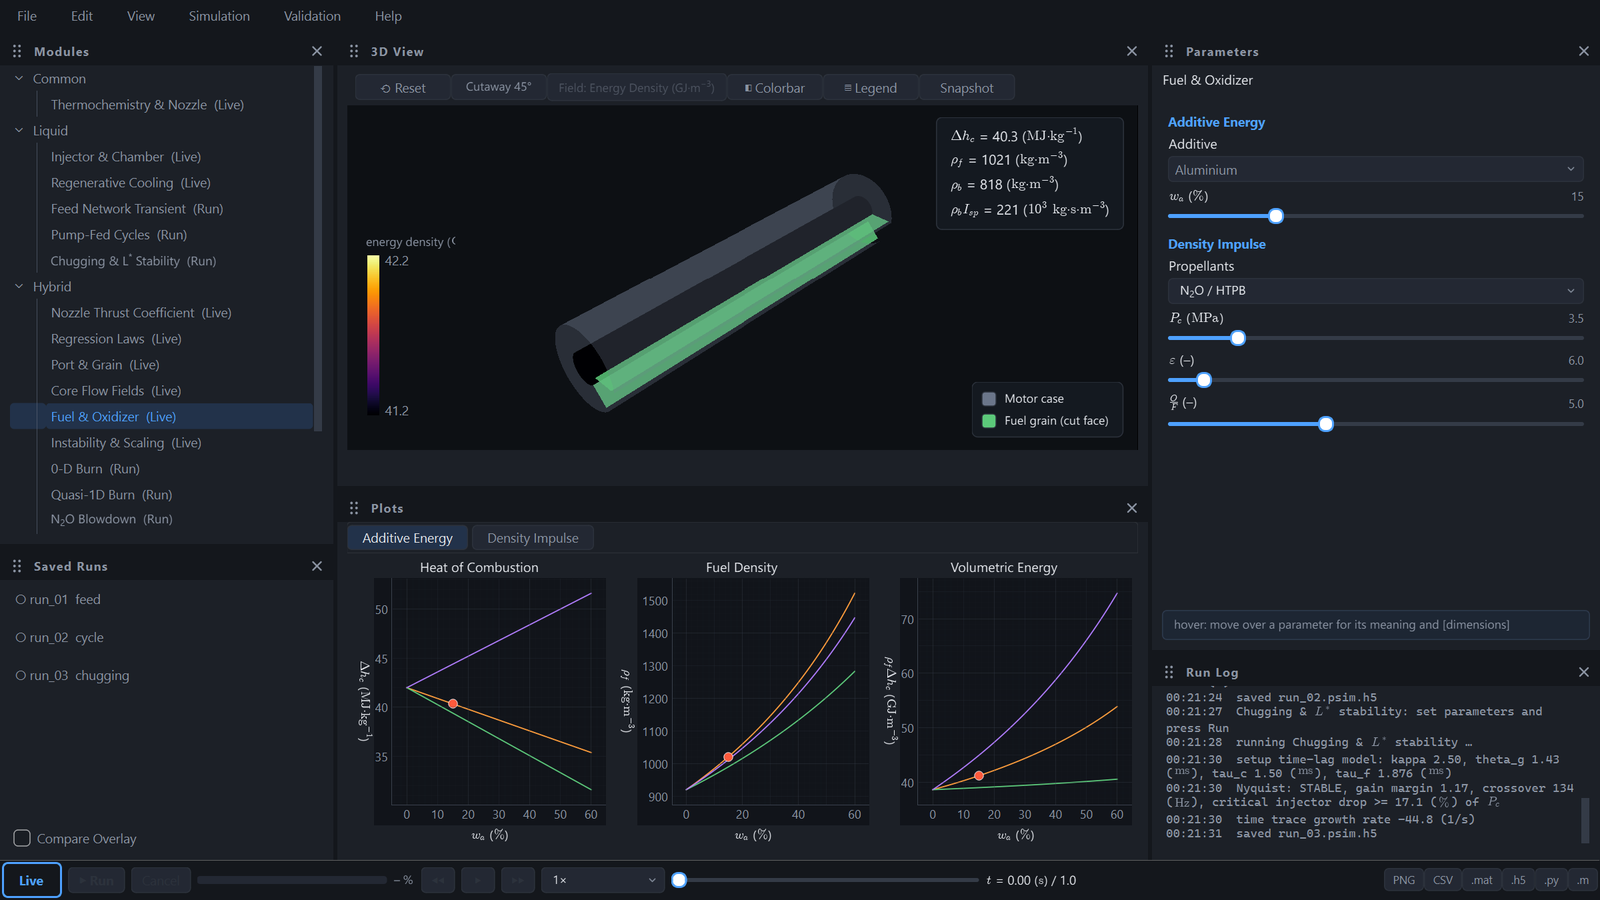 File Edit View Simulation Validation Help
Modules
Common
Thermochemistry & Nozzle (Live)
Liquid
Injector & Chamber (Live)
Regenerative Cooling (Live)
Feed Network Transient (Run)
Pump-Fed Cycles (Run)
Chugging & L* Stability (Run)
Hybrid
Nozzle Thrust Coefficient (Live)
Regression Laws (Live)
Port & Grain (Live)
Core Flow Fields (Live)
Fuel & Oxidizer (Live)
Instability & Scaling (Live)
0-D Burn (Run)
Quasi-1D Burn (Run)
N₂O Blowdown (Run)
Saved Runs
run_01 feed
run_02 cycle
run_03 chugging
Compare Overlay
3D View
Reset Cutaway 45° Field: Energy Density (GJ·m⁻³) Colorbar Legend Snapshot
Δh_c = 40.3 (MJ·kg⁻¹)
ρ_f = 1021 (kg·m⁻³)
ρ_b = 818 (kg·m⁻³)
ρ_b I_sp = 221 (10³ kg·s·m⁻³)
energy density (
42.2
41.2
Motor case
Fuel grain (cut face)
Plots
Additive Energy Density Impulse
Heat of Combustion
Δh_c (MJ·kg⁻¹)
50
45
40
35
0 10 20 30 40 50 60
w_a (%)
Fuel Density
ρ_f (kg·m⁻³)
1500
1400
1300
1200
1100
1000
900
0 20 40 60
w_a (%)
Volumetric Energy
ρ_f Δh_c (GJ·m⁻³)
70
60
50
40
0 10 20 30 40 50 60
w_a (%)
Parameters
Fuel & Oxidizer
Additive Energy
Additive
Aluminium
w_a (%) 15
Density Impulse
Propellants
N₂O / HTPB
P_c (MPa) 3.5
ε (–) 6.0
O/F (–) 5.0
hover: move over a parameter for its meaning and [dimensions]
Run Log
00:21:24 saved run_02.psim.h5
00:21:27 Chugging & L* stability: set parameters and
press Run
00:21:28 running Chugging & L* stability …
00:21:30 setup time-lag model: kappa 2.50, theta_g 1.43
(ms), tau_c 1.50 (ms), tau_f 1.876 (ms)
00:21:30 Nyquist: STABLE, gain margin 1.17, crossover 134
(Hz), critical injector drop >= 17.1 (%) of P_c
00:21:30 time trace growth rate −44.8 (1/s)
00:21:31 saved run_03.psim.h5
Live Run Cancel – % 1× t = 0.00 (s) / 1.0 PNG CSV .mat .h5 .py .m